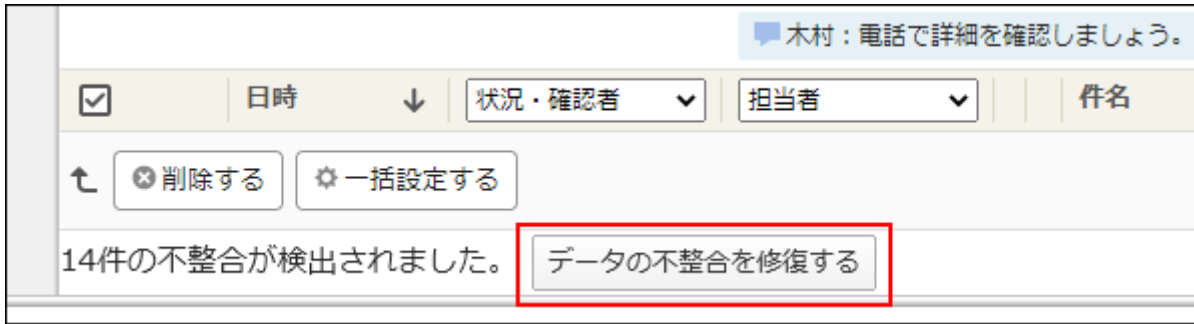 木村：電話で詳細を確認しましょう。
日時 状況・確認者 担当者 件名
削除する 一括設定する
14件の不整合が検出されました。 データの不整合を修復する